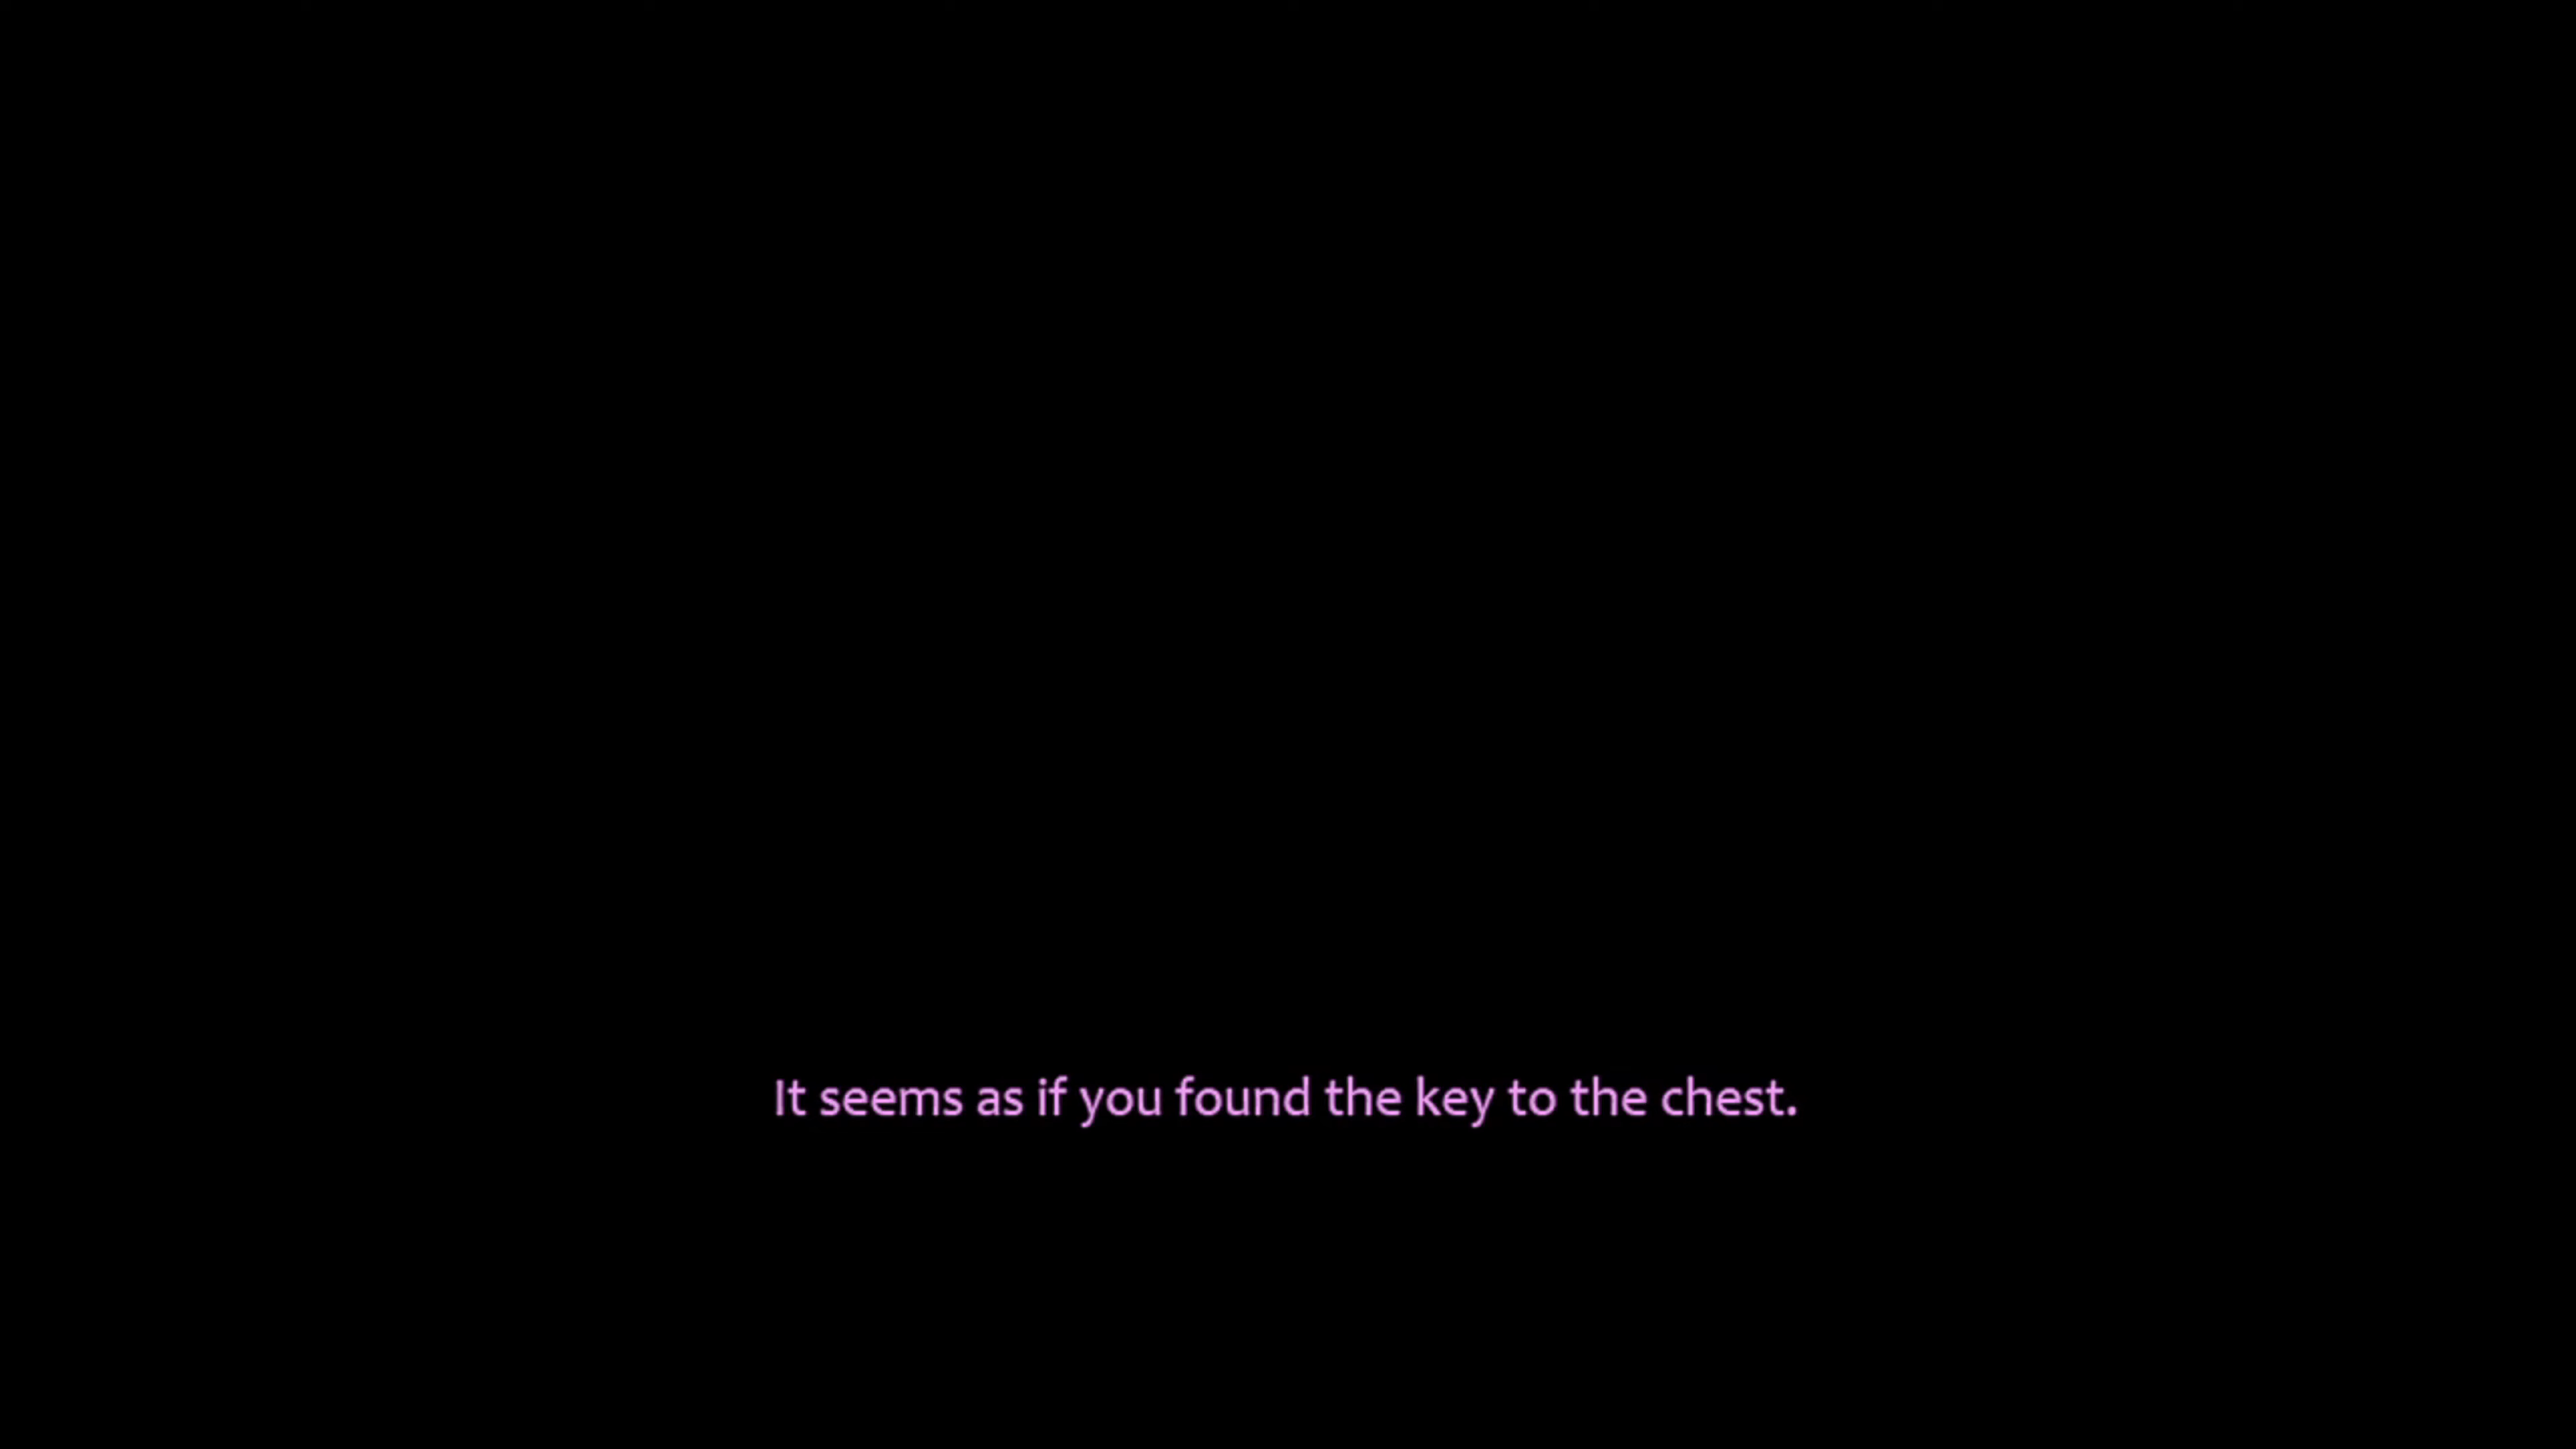 It seems as if you found the key to the chest.